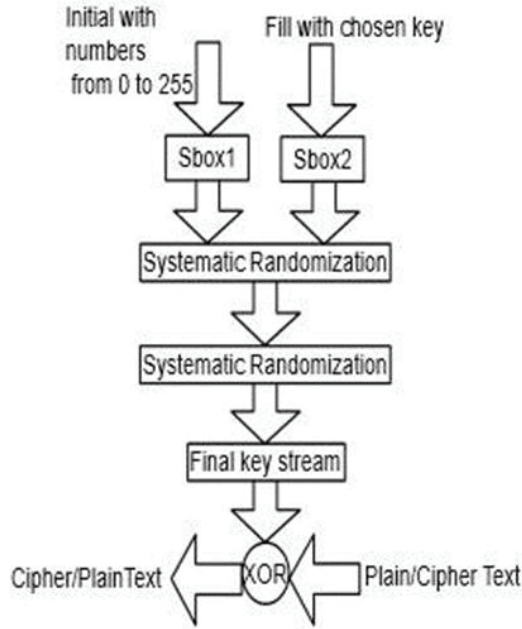 Initial with
numbers
from 0 to 255
Fill with chosen key
Sbox1
Sbox2
Systematic Randomization
Systematic Randomization
Final key stream
Cipher/PlainText
XOR
Plain/Cipher Text